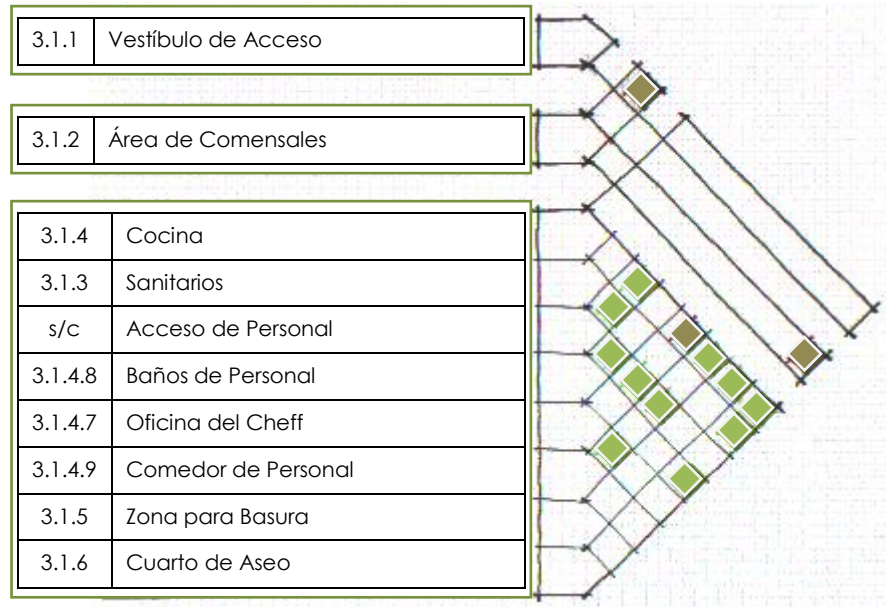 3.1.1 Vestíbulo de Acceso
3.1.2 Área de Comensales
3.1.4 Cocina
3.1.3 Sanitarios
s/c Acceso de Personal
3.1.4.8 Baños de Personal
3.1.4.7 Oficina del Cheff
3.1.4.9 Comedor de Personal
3.1.5 Zona para Basura
3.1.6 Cuarto de Aseo